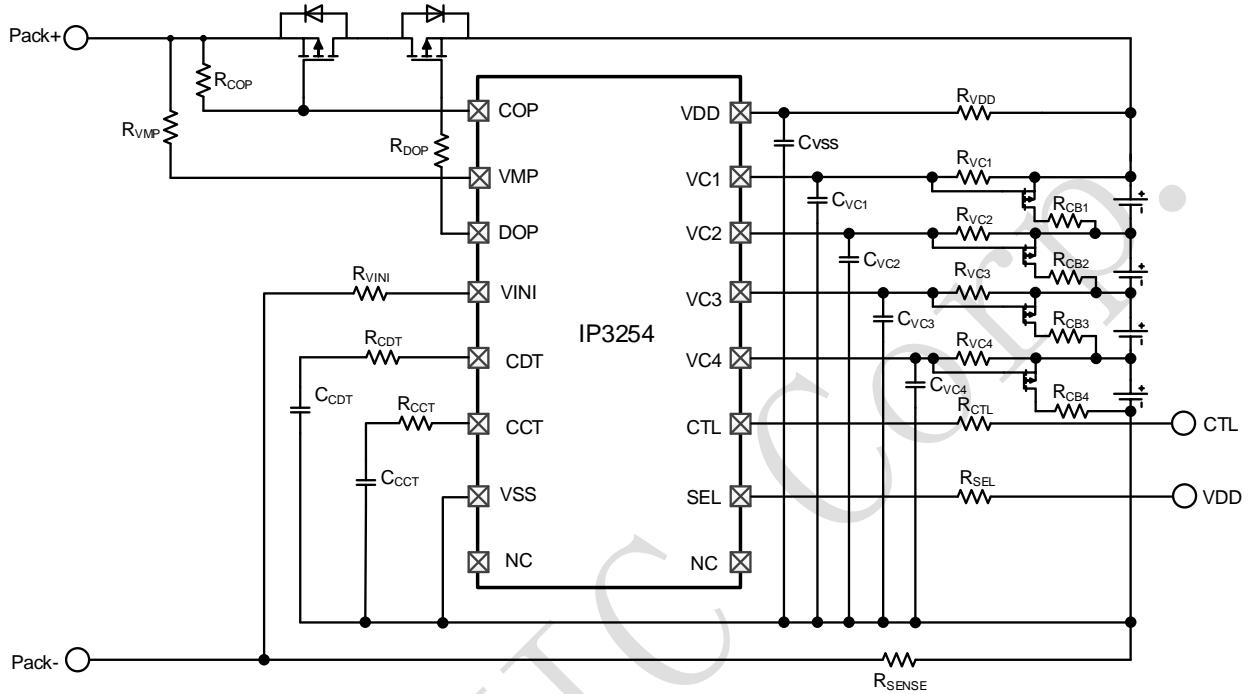 Pack+
RCOP
RVMP
RDOP
COP
VMP
DOP
RVINI
VINI
RCDT
CDT
CCDT
RCCT
CCT
CCCT
VSS
NC
IP3254
VDD
VC1
VC2
VC3
VC4
CTL
SEL
NC
RVDD
Cvss
RVC1
CVC1
RCB1
RVC2
CVC2
RCB2
RVC3
CVC3
RCB3
RVC4
CVC4
RCB4
RCTL
CTL
RSEL
VDD
Pack-
RSENSE
IC Corp.